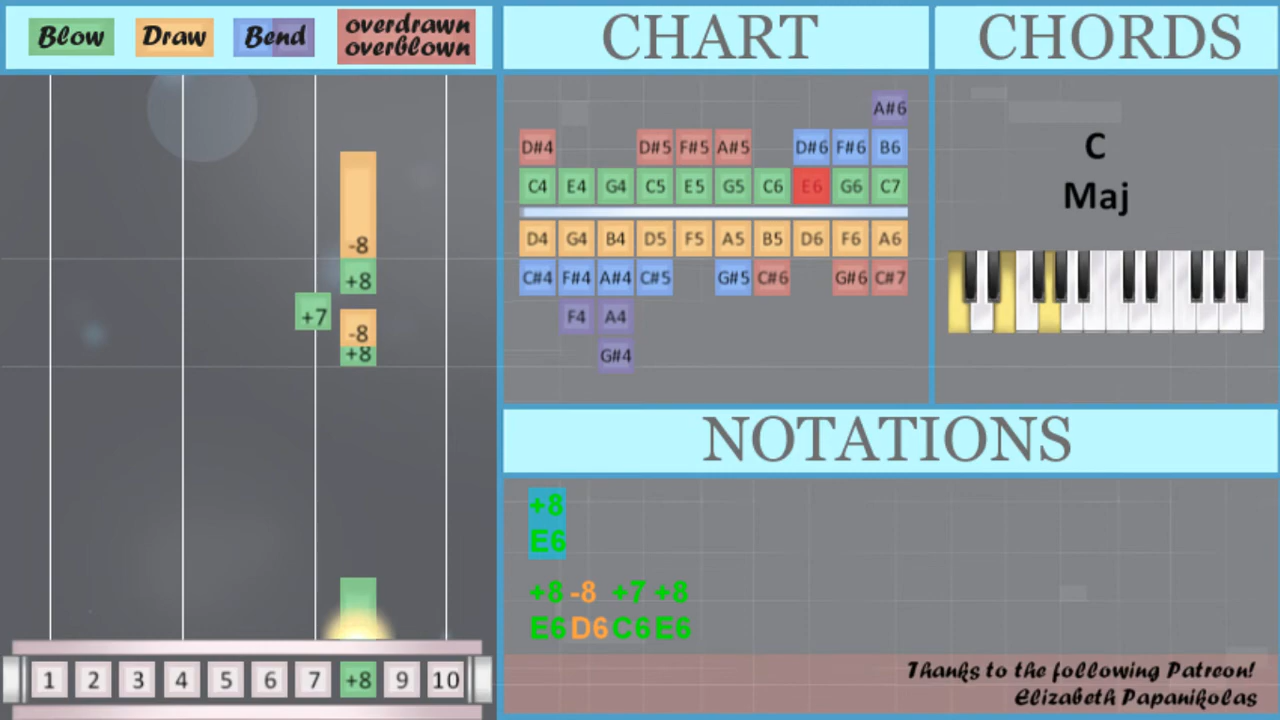 Blow Draw Bend overdrawn
overblown
CHART
CHORDS
A#6
D#4 D#5 F#5 A#5 D#6 F#6 B6
C4 E4 G4 C5 E5 G5 C6 E6 G6 C7
D4 G4 B4 D5 F5 A5 B5 D6 F6 A6
C#4 F#4 A#4 C#5 G#5 C#6 G#6 C#7
F4 A4
G#4
C
Maj
-8
+8
+7
-8
+8
NOTATIONS
+8
E6
+8 -8 +7 +8
E6 D6 C6 E6
1 2 3 4 5 6 7 +8 9 10
Thanks to the following Patreon!
Elizabeth Papanikolas